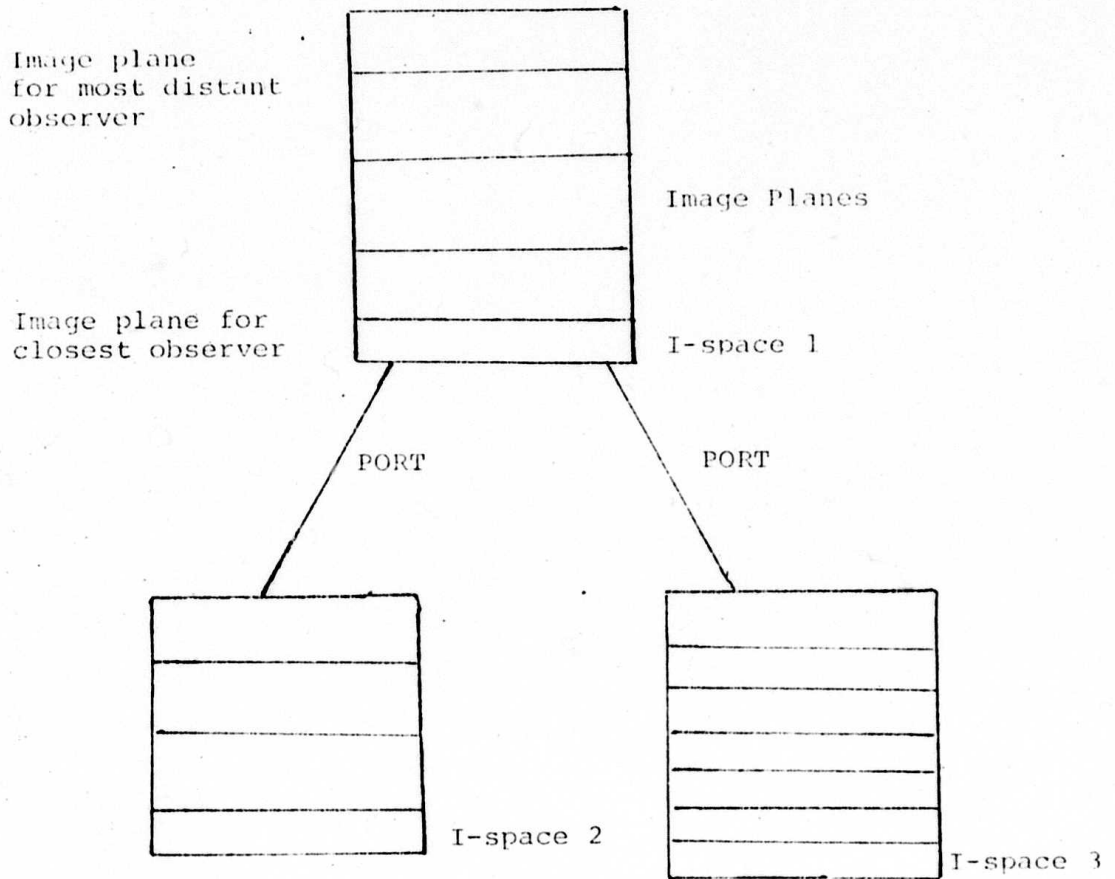 Image plane
for most distant
observer
Image Planes
Image plane for
closest observer
I-space 1
PORT
PORT
I-space 2
I-space 3